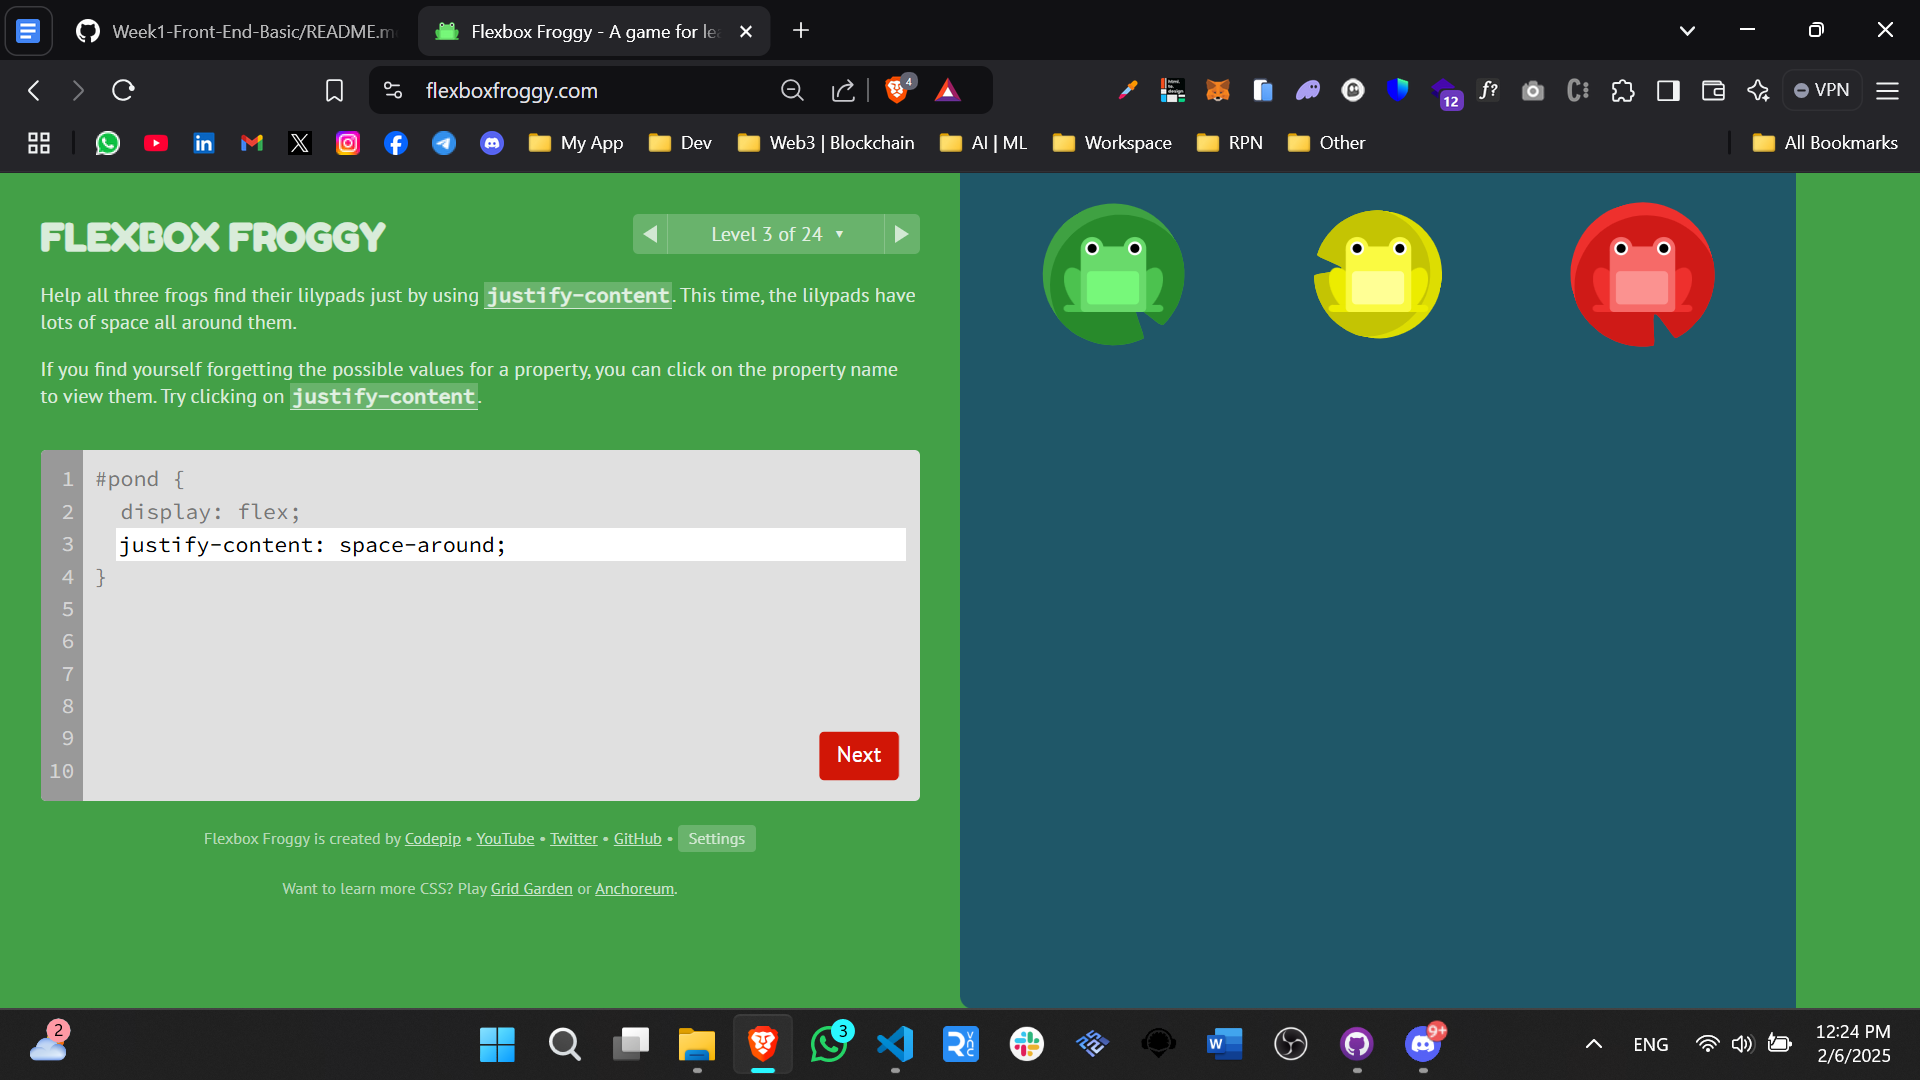 Week1-Front-End-Basic/README.m
Flexbox Froggy - A game for le
flexboxfroggy.com
4
12
f?
VPN
My App
Dev
Web3 | Blockchain
AI | ML
Workspace
RPN
Other
All Bookmarks
FLEXBOX FROGGY
Level 3 of 24 ▼
Help all three frogs find their lilypads just by using justify-content. This time, the lilypads have
lots of space all around them.
If you find yourself forgetting the possible values for a property, you can click on the property name
to view them. Try clicking on justify-content.
1 #pond {
2 display: flex;
3 justify-content: space-around;
4 }
5
6
7
8
9
10
Next
Flexbox Froggy is created by Codepip • YouTube • Twitter • GitHub • Settings
Want to learn more CSS? Play Grid Garden or Anchoreum.
2
3
9+
ENG
12:24 PM
2/6/2025